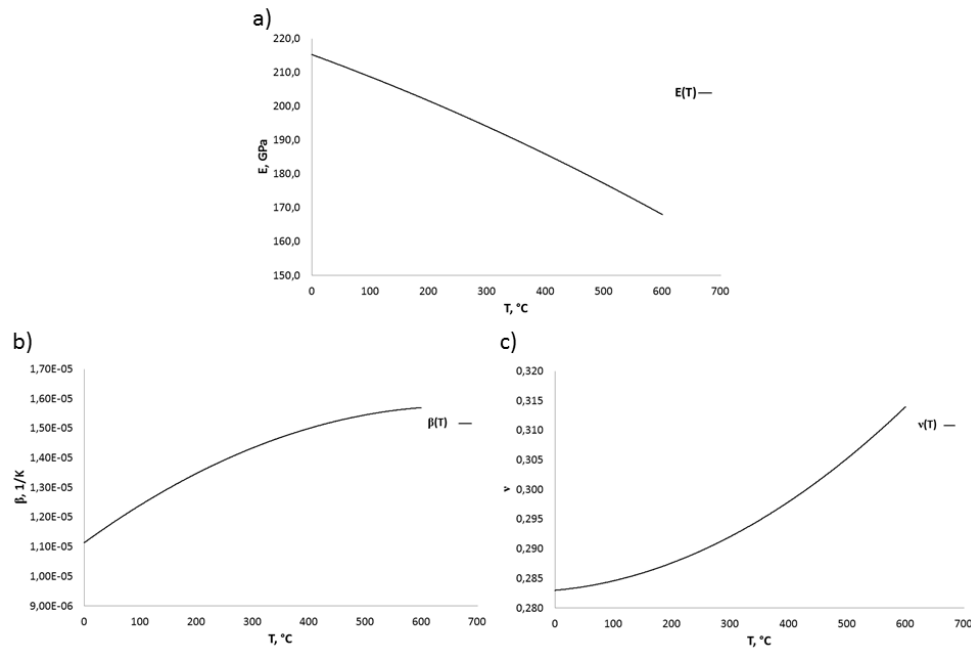 a)
220,0
210,0
200,0
190,0
180,0
170,0
160,0
150,0
E, GPa
0 100 200 300 400 500 600 700
T, °C
E(T)
b)
1,70E-05
1,60E-05
1,50E-05
1,40E-05
1,30E-05
1,20E-05
1,10E-05
1,00E-05
9,00E-06
β, 1/K
0 100 200 300 400 500 600 700
T, °C
β(T)
c)
0,320
0,315
0,310
0,305
0,300
0,295
0,290
0,285
0,280
ν
0 100 200 300 400 500 600 700
T, °C
ν(T)